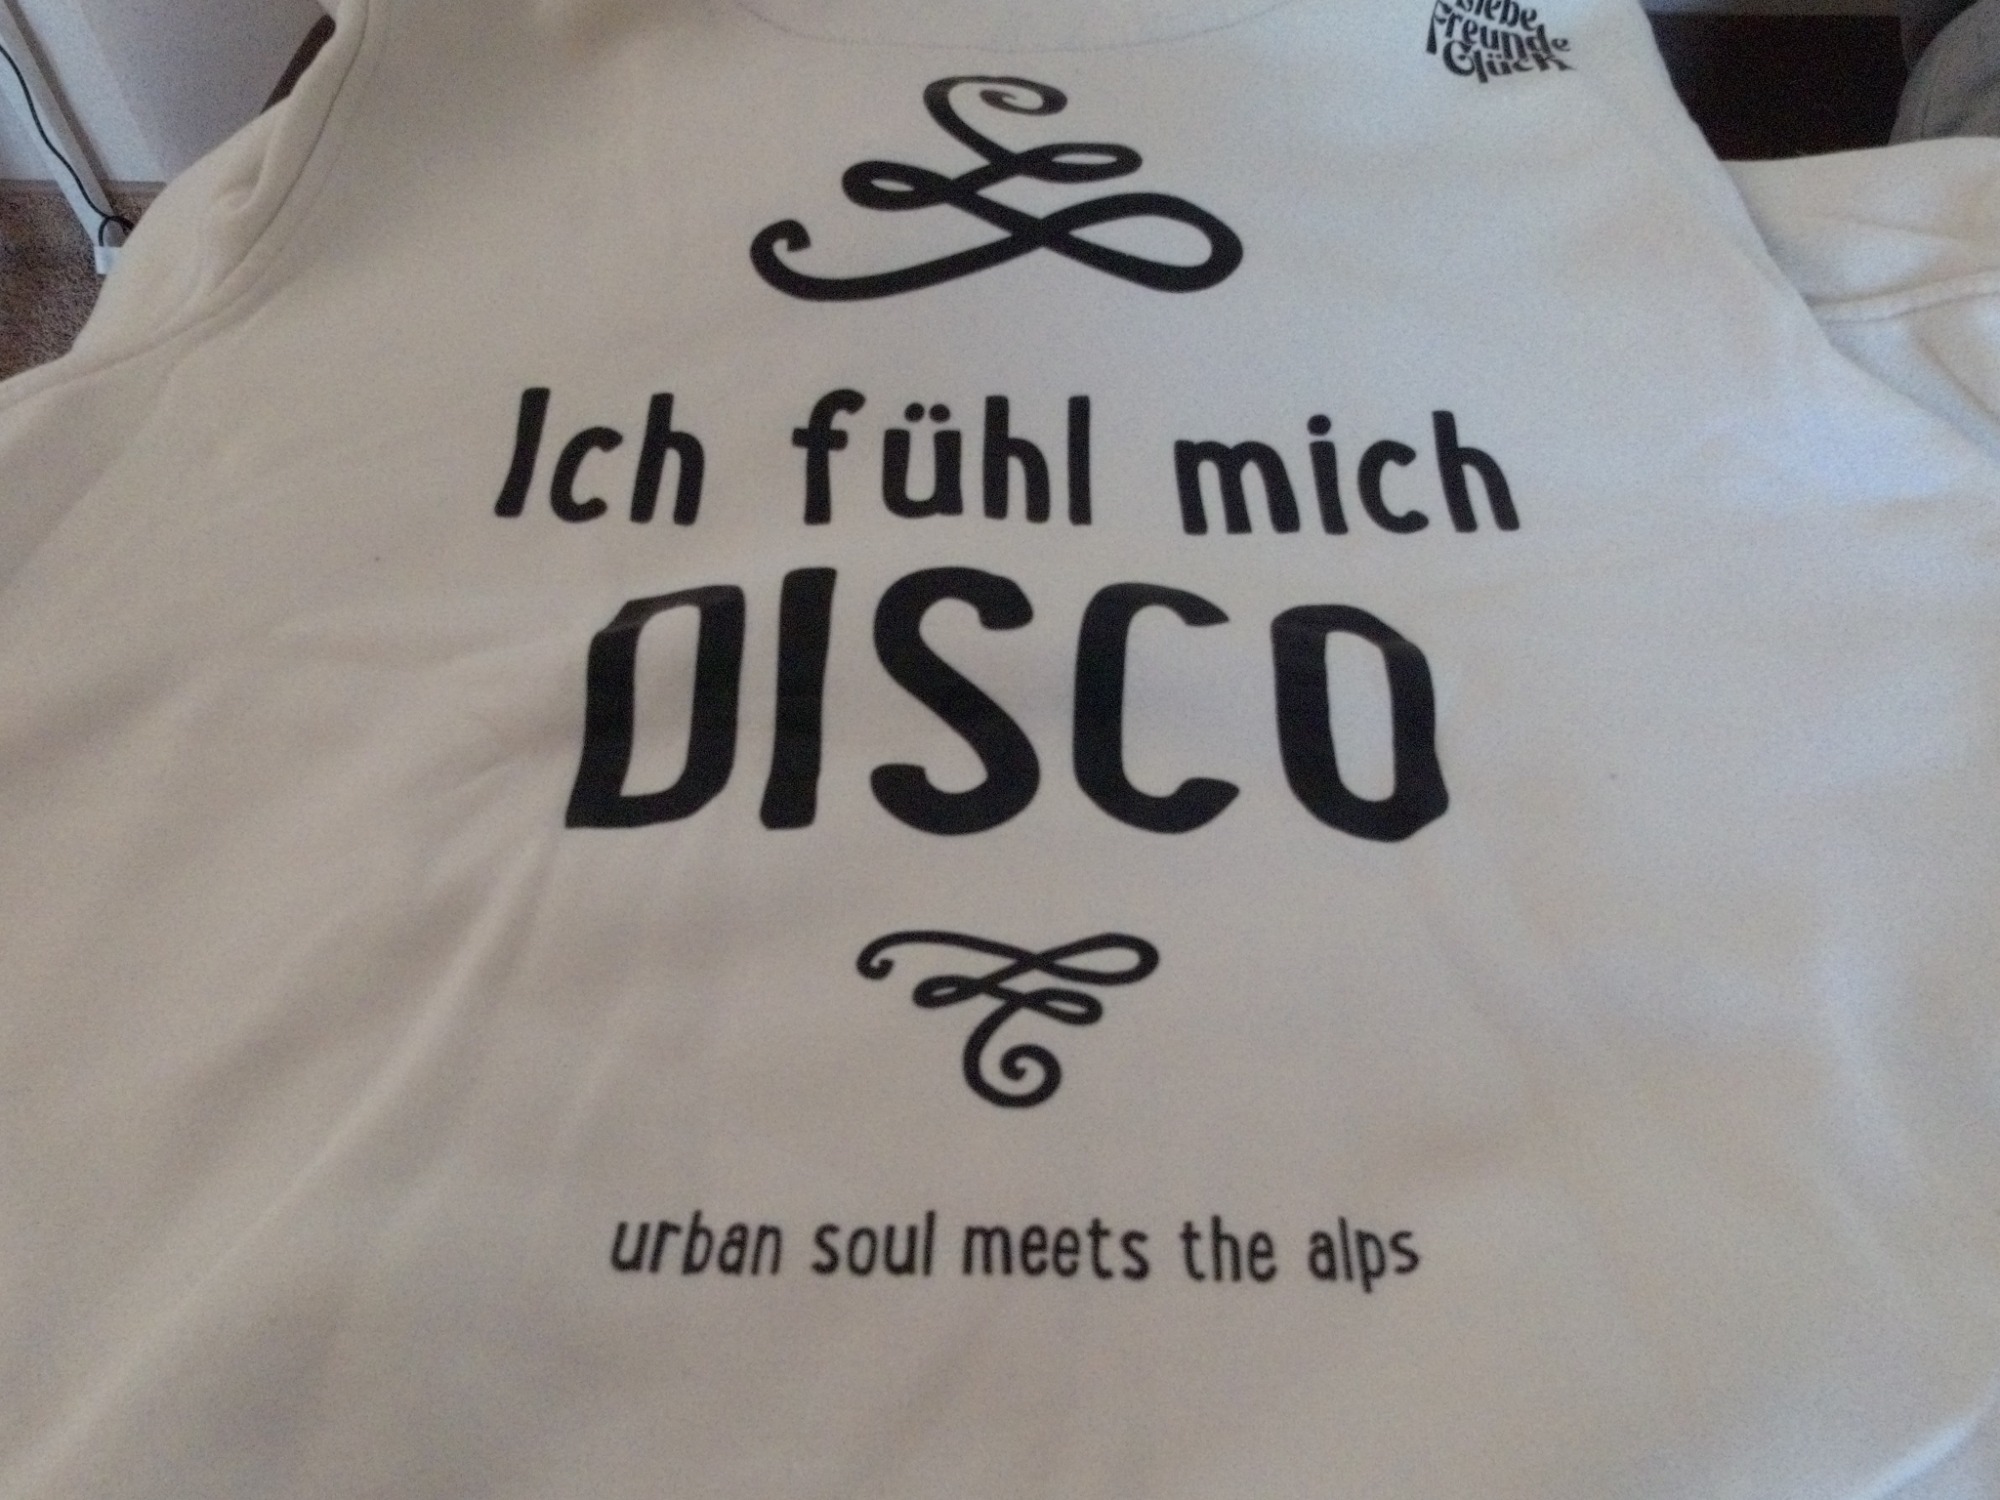 Liebe
Freunde
Glück
Ich fühl mich
DISCO
urban soul meets the alps